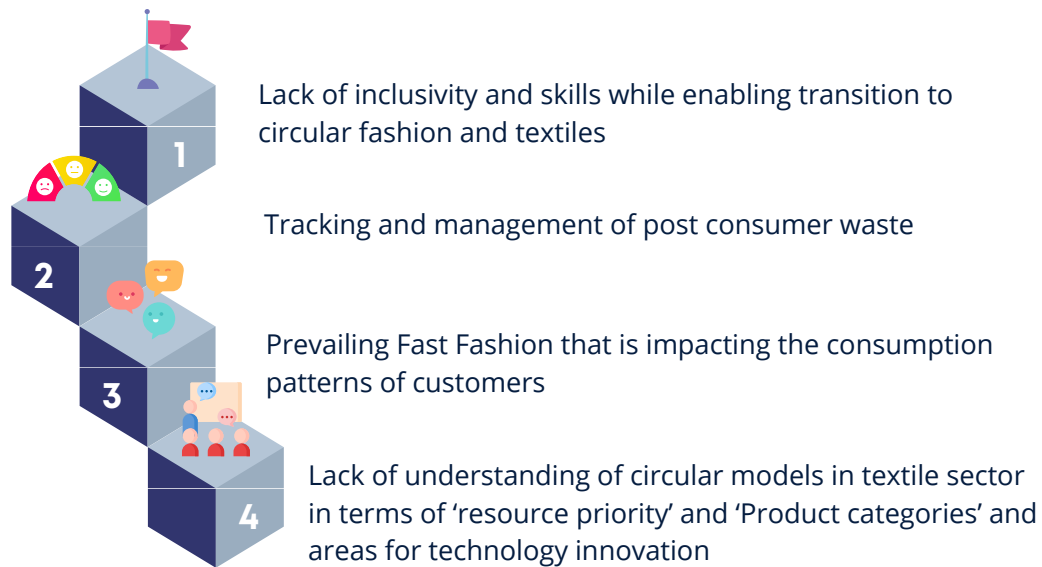 Lack of inclusivity and skills while enabling transition to
circular fashion and textiles
1
Tracking and management of post consumer waste
2
Prevailing Fast Fashion that is impacting the consumption
patterns of customers
3
Lack of understanding of circular models in textile sector
in terms of ‘resource priority’ and ‘Product categories’ and
areas for technology innovation
4